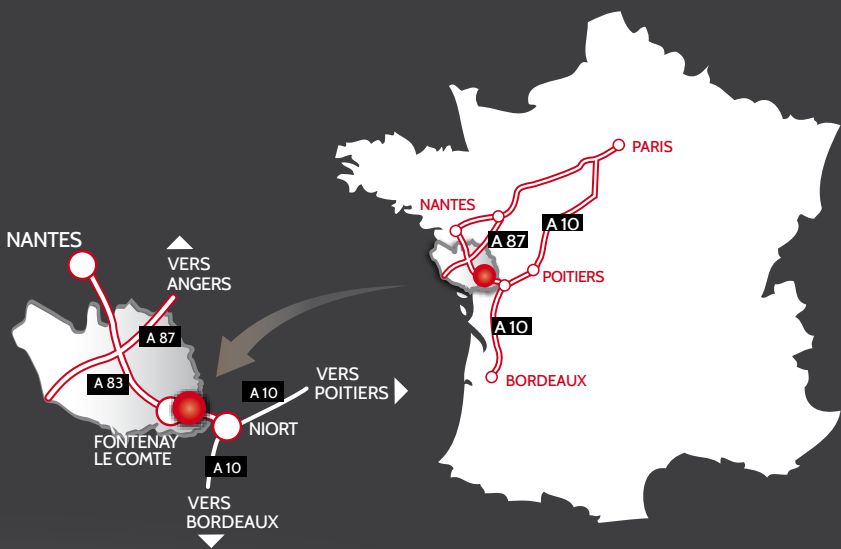 NANTES
VERS
ANGERS
A 87
A 83
FONTENAY
LE COMTE
A 10
VERS
POITIERS
NIORT
A 10
VERS
BORDEAUX
PARIS
NANTES
A 87
A 10
POITIERS
A 10
BORDEAUX